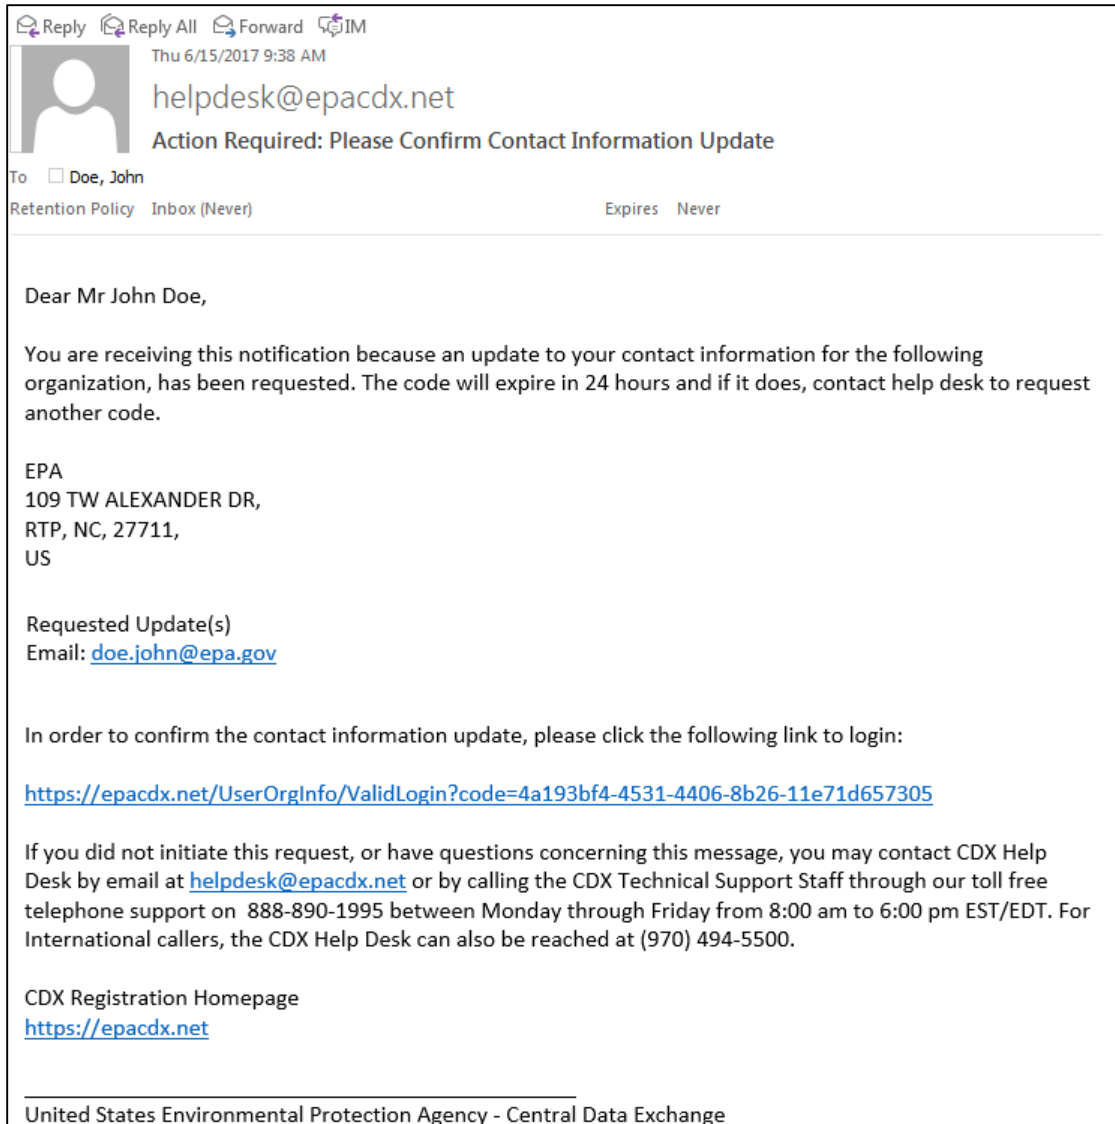 Reply Reply All Forward IM
Thu 6/15/2017 9:38 AM
helpdesk@epacdx.net
Action Required: Please Confirm Contact Information Update
To Doe, John
Retention Policy Inbox (Never) Expires Never
Dear Mr John Doe,
You are receiving this notification because an update to your contact information for the following
organization, has been requested. The code will expire in 24 hours and if it does, contact help desk to request
another code.
EPA
109 TW ALEXANDER DR,
RTP, NC, 27711,
US
Requested Update(s)
Email: doe.john@epa.gov
In order to confirm the contact information update, please click the following link to login:
https://epacdx.net/UserOrgInfo/ValidLogin?code=4a193bf4-4531-4406-8b26-11e71d657305
If you did not initiate this request, or have questions concerning this message, you may contact CDX Help
Desk by email at helpdesk@epacdx.net or by calling the CDX Technical Support Staff through our toll free
telephone support on 888-890-1995 between Monday through Friday from 8:00 am to 6:00 pm EST/EDT. For
International callers, the CDX Help Desk can also be reached at (970) 494-5500.
CDX Registration Homepage
https://epacdx.net
United States Environmental Protection Agency - Central Data Exchange